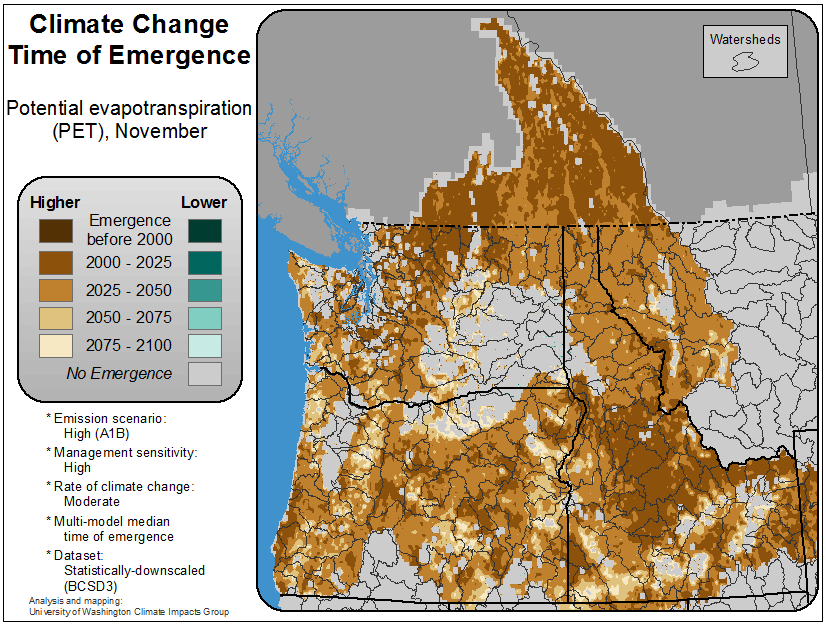 Climate Change
Time of Emergence
Potential evapotranspiration
(PET), November
Higher Lower
Emergence
before 2000
2000 - 2025
2025 - 2050
2050 - 2075
2075 - 2100
No Emergence
* Emission scenario:
High (A1B)
* Management sensitivity:
High
* Rate of climate change:
Moderate
* Multi-model median
time of emergence
* Dataset:
Statistically-downscaled
(BCSD3)
Analysis and mapping:
University of Washington Climate Impacts Group
Watersheds